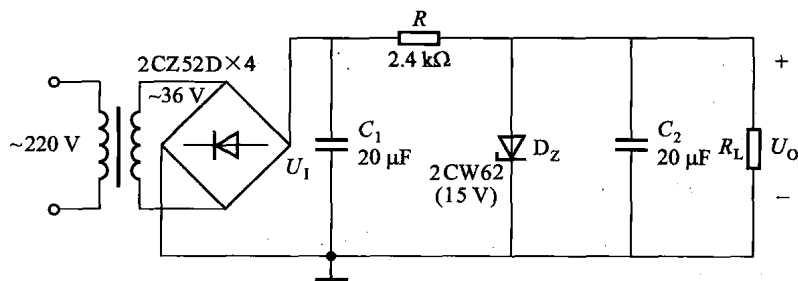 R
2.4 kΩ
2CZ52D×4
~36 V
~220 V
U_I
C_1
20 μF
D_Z
2CW62
(15 V)
C_2
20 μF
R_L
+
U_O
−